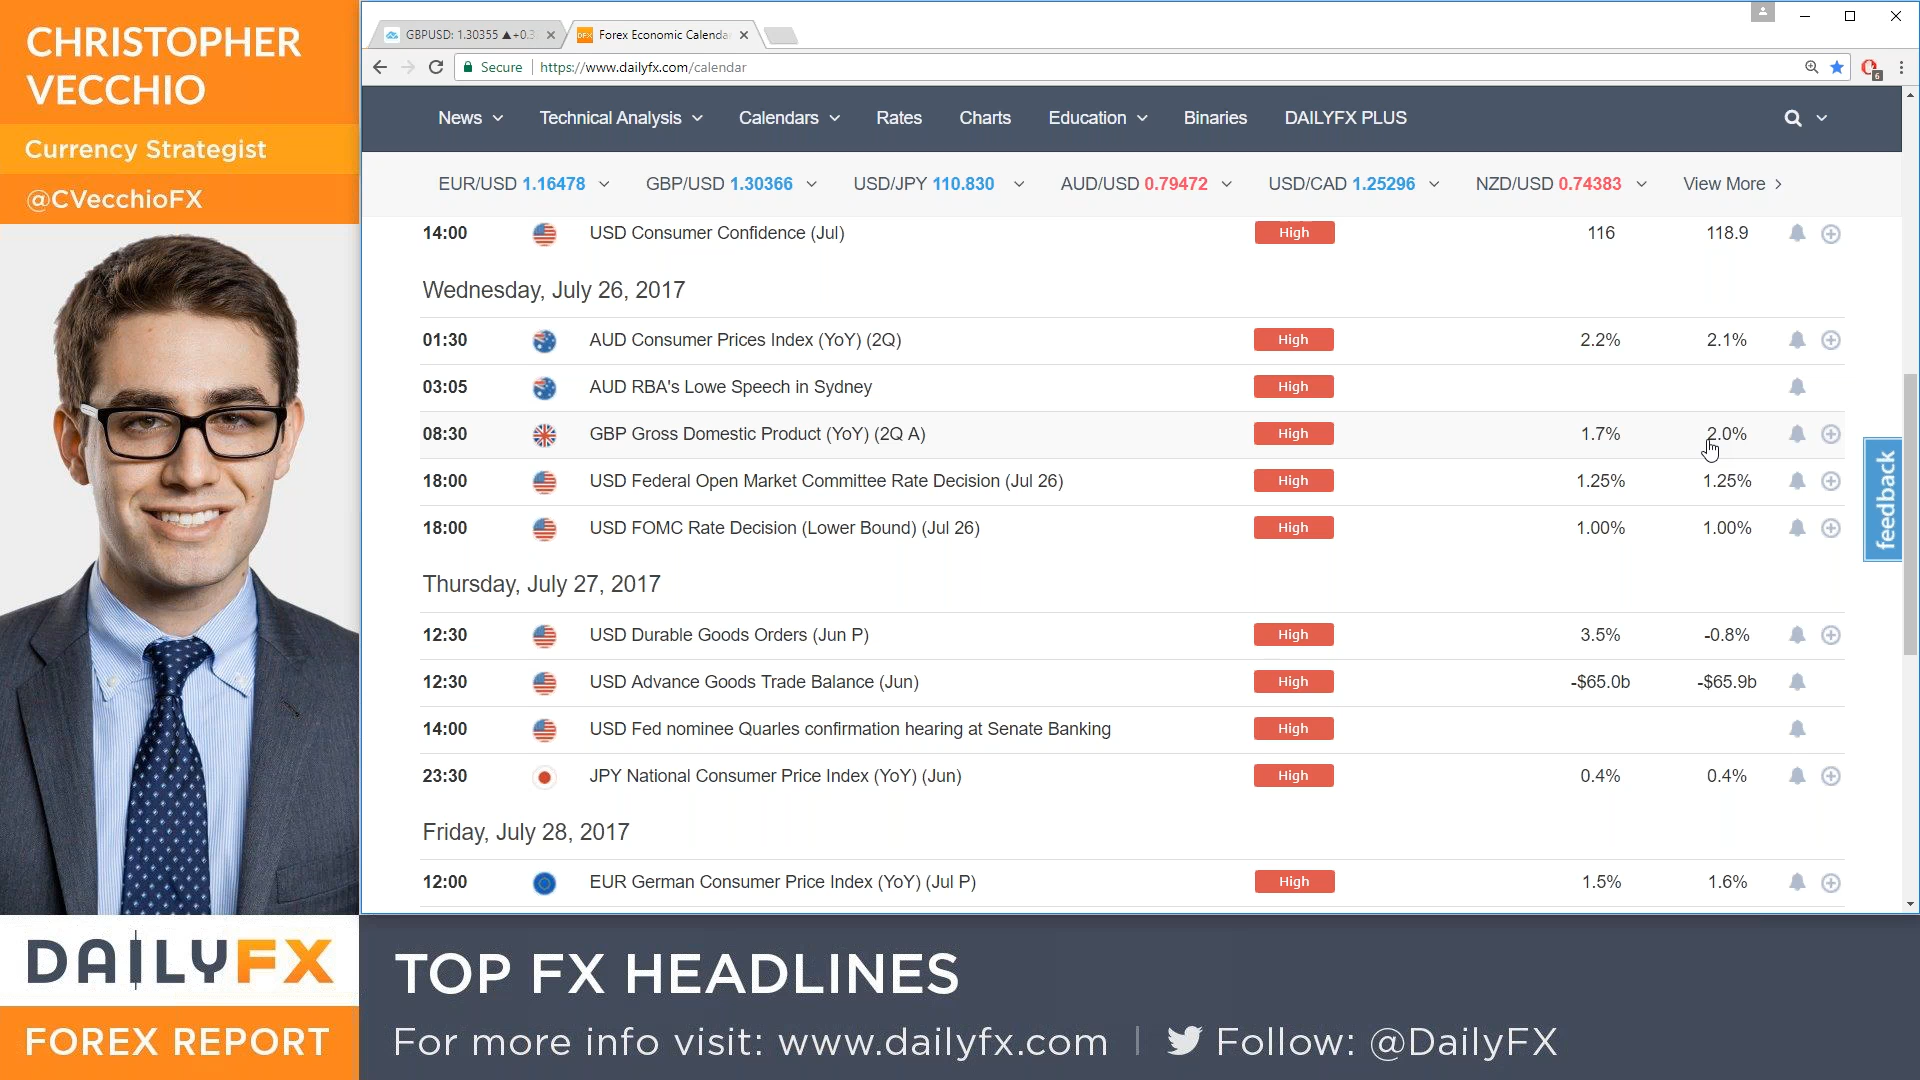 CHRISTOPHER
VECCHIO
Currency Strategist
@CVecchioFX
GBPUSD: 1.30355 ▲+0.3
DFX Forex Economic Calenda
Secure https://www.dailyfx.com/calendar
6
News Technical Analysis Calendars Rates Charts Education Binaries DAILYFX PLUS
EUR/USD 1.16478 GBP/USD 1.30366 USD/JPY 110.830 AUD/USD 0.79472 USD/CAD 1.25296 NZD/USD 0.74383 View More
14:00 USD Consumer Confidence (Jul) High 116 118.9
Wednesday, July 26, 2017
01:30 AUD Consumer Prices Index (YoY) (2Q) High 2.2% 2.1%
03:05 AUD RBA's Lowe Speech in Sydney High
08:30 GBP Gross Domestic Product (YoY) (2Q A) High 1.7% 2.0%
18:00 USD Federal Open Market Committee Rate Decision (Jul 26) High 1.25% 1.25%
18:00 USD FOMC Rate Decision (Lower Bound) (Jul 26) High 1.00% 1.00%
feedback
Thursday, July 27, 2017
12:30 USD Durable Goods Orders (Jun P) High 3.5% -0.8%
12:30 USD Advance Goods Trade Balance (Jun) High -$65.0b -$65.9b
14:00 USD Fed nominee Quarles confirmation hearing at Senate Banking High
23:30 JPY National Consumer Price Index (YoY) (Jun) High 0.4% 0.4%
Friday, July 28, 2017
12:00 EUR German Consumer Price Index (YoY) (Jul P) High 1.5% 1.6%
DAILYFX
FOREX REPORT
TOP FX HEADLINES
For more info visit: www.dailyfx.com | Follow: @DailyFX